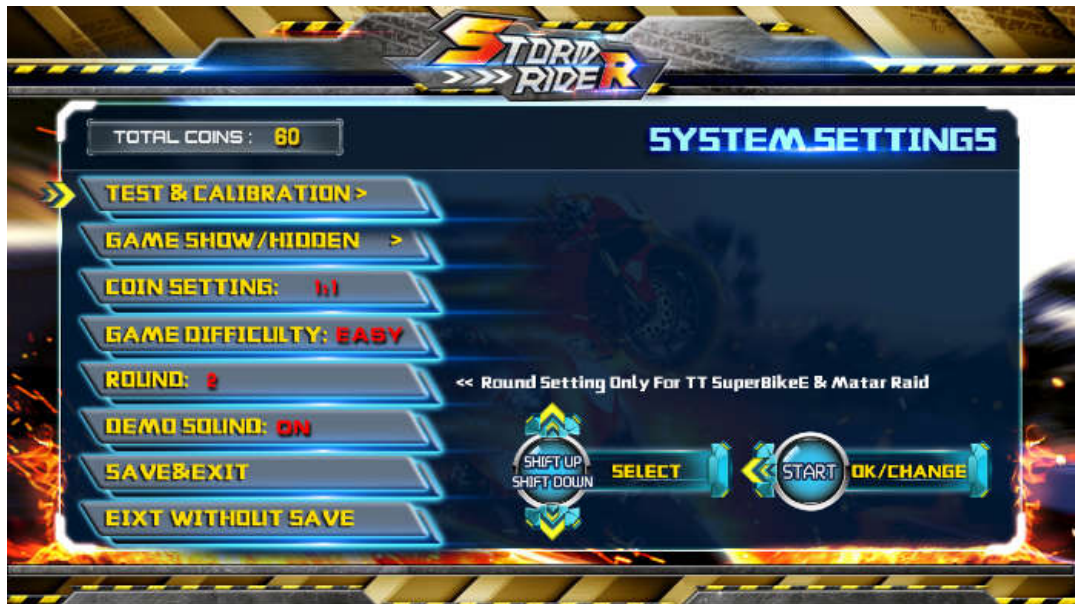 STORM
RIDER
TOTAL COINS : 60
SYSTEM SETTINGS
TEST & CALIBRATION >
GAME SHOW/HIDDEN >
COIN SETTING: 1:1
GAME DIFFICULTY: EASY
ROUND: 2
<< Round Setting Only For TT SuperBikeE & Matar Raid
DEMO SOUND: ON
SAVE&EXIT
SHIFT UP
SHIFT DOWN
SELECT
START
OK/CHANGE
EIXT WITHOUT SAVE